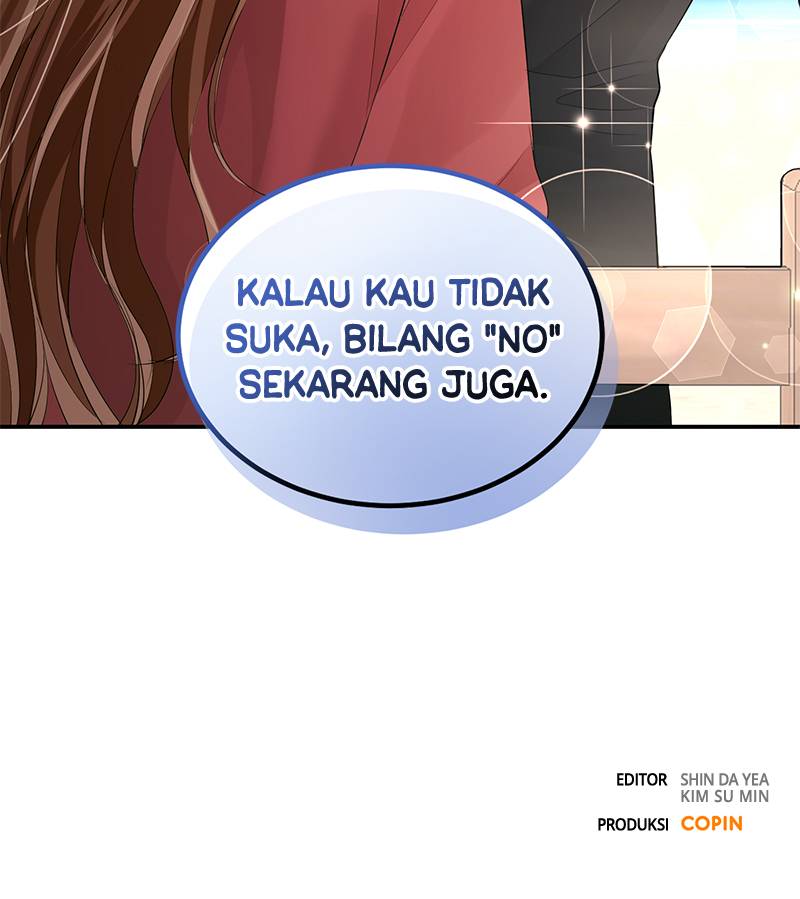 KALAU KAU TIDAK
SUKA, BILANG "NO"
SEKARANG JUGA.
EDITOR SHIN DA YEA
KIM SU MIN
PRODUKSI COPIN